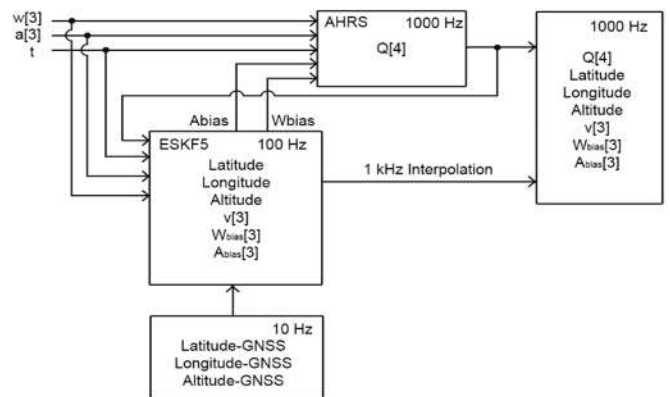 w[3]
a[3]
t
AHRS 1000 Hz
Q[4]
1000 Hz
Q[4]
Latitude
Longitude
Altitude
v[3]
Wbias[3]
Abias[3]
Abias Wbias
ESKF5 100 Hz
Latitude
Longitude
Altitude
v[3]
Wbias[3]
Abias[3]
1 kHz Interpolation
10 Hz
Latitude-GNSS
Longitude-GNSS
Altitude-GNSS